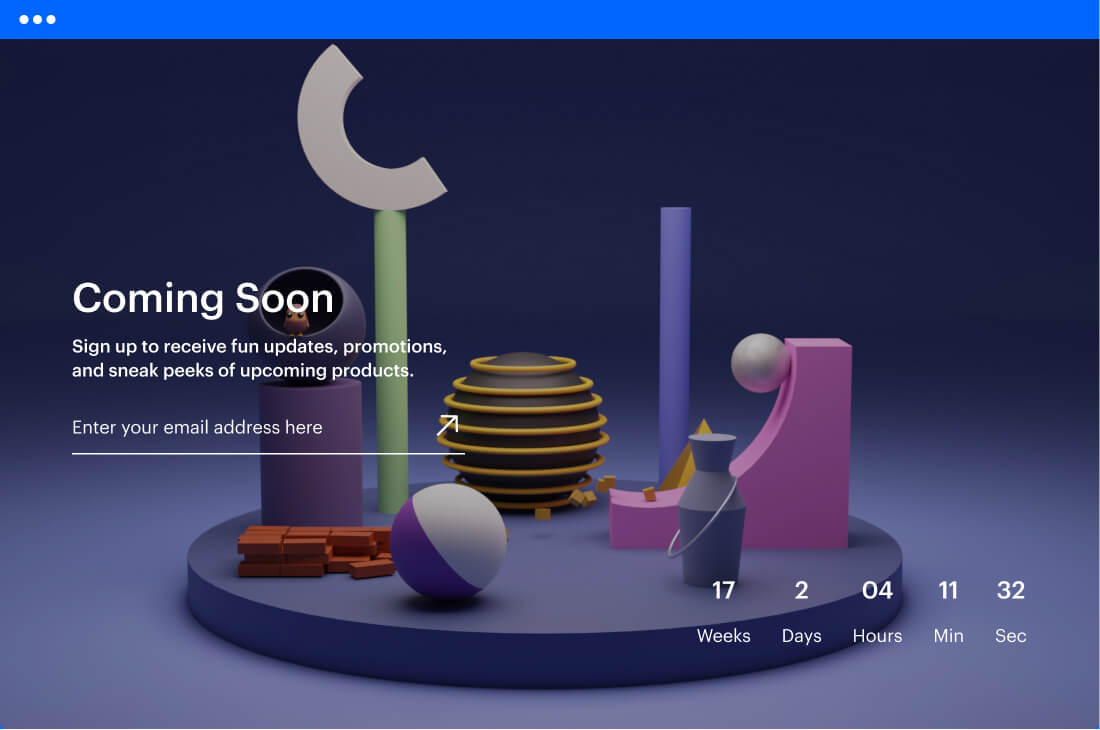 Coming Soon
Sign up to receive fun updates, promotions,
and sneak peeks of upcoming products.
Enter your email address here
17 2 04 11 32
Weeks Days Hours Min Sec